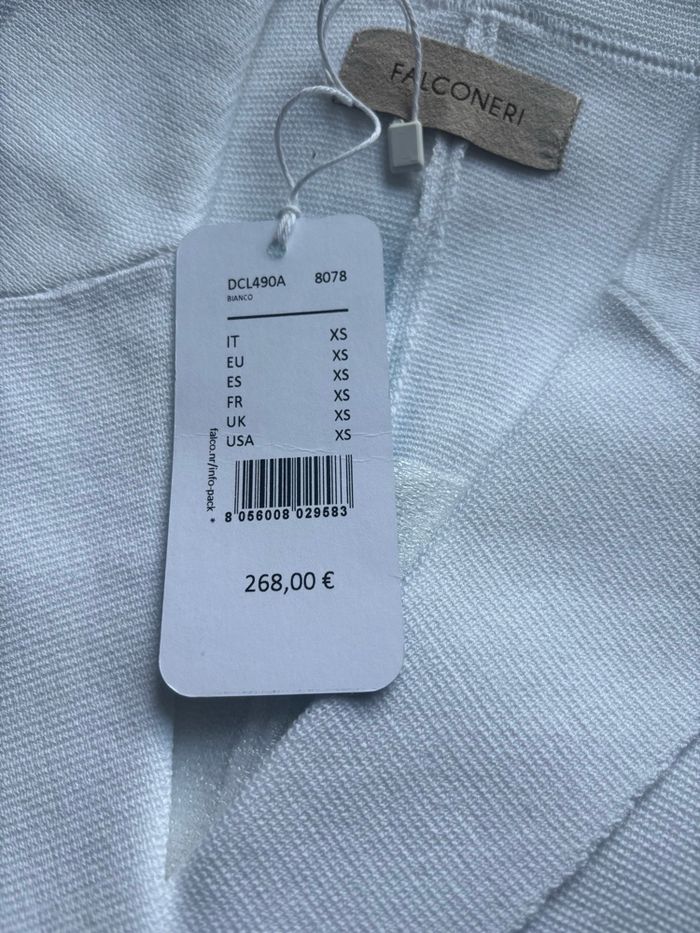 FALCONERI
DCL490A 8078
BIANCO
IT XS
EU XS
ES XS
FR XS
UK XS
USA XS
falco.nr/info-pack *
8 056008 029583
268,00 €